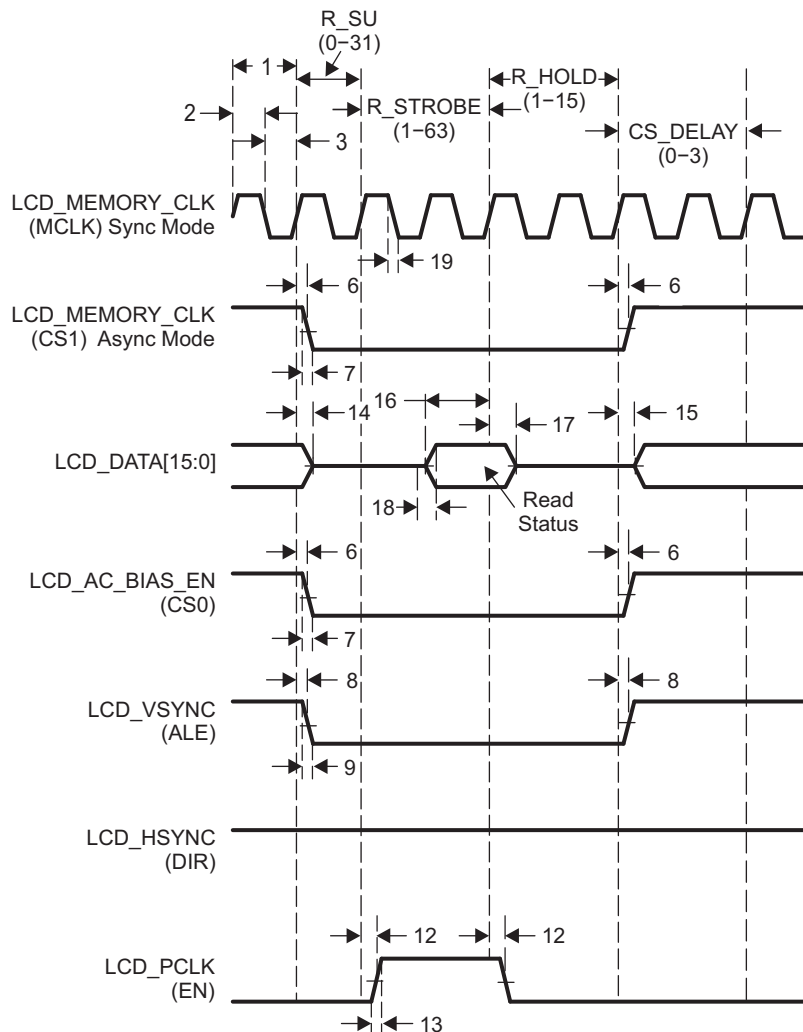 R_SU
(0−31)
1
R_HOLD
(1−15)
2
R_STROBE
(1−63)
3
CS_DELAY
(0−3)
LCD_MEMORY_CLK
(MCLK) Sync Mode
19
6
6
LCD_MEMORY_CLK
(CS1) Async Mode
7
16
14
17
15
LCD_DATA[15:0]
18
Read
Status
6
6
LCD_AC_BIAS_EN
(CS0)
7
8
8
LCD_VSYNC
(ALE)
9
LCD_HSYNC
(DIR)
12
12
LCD_PCLK
(EN)
13